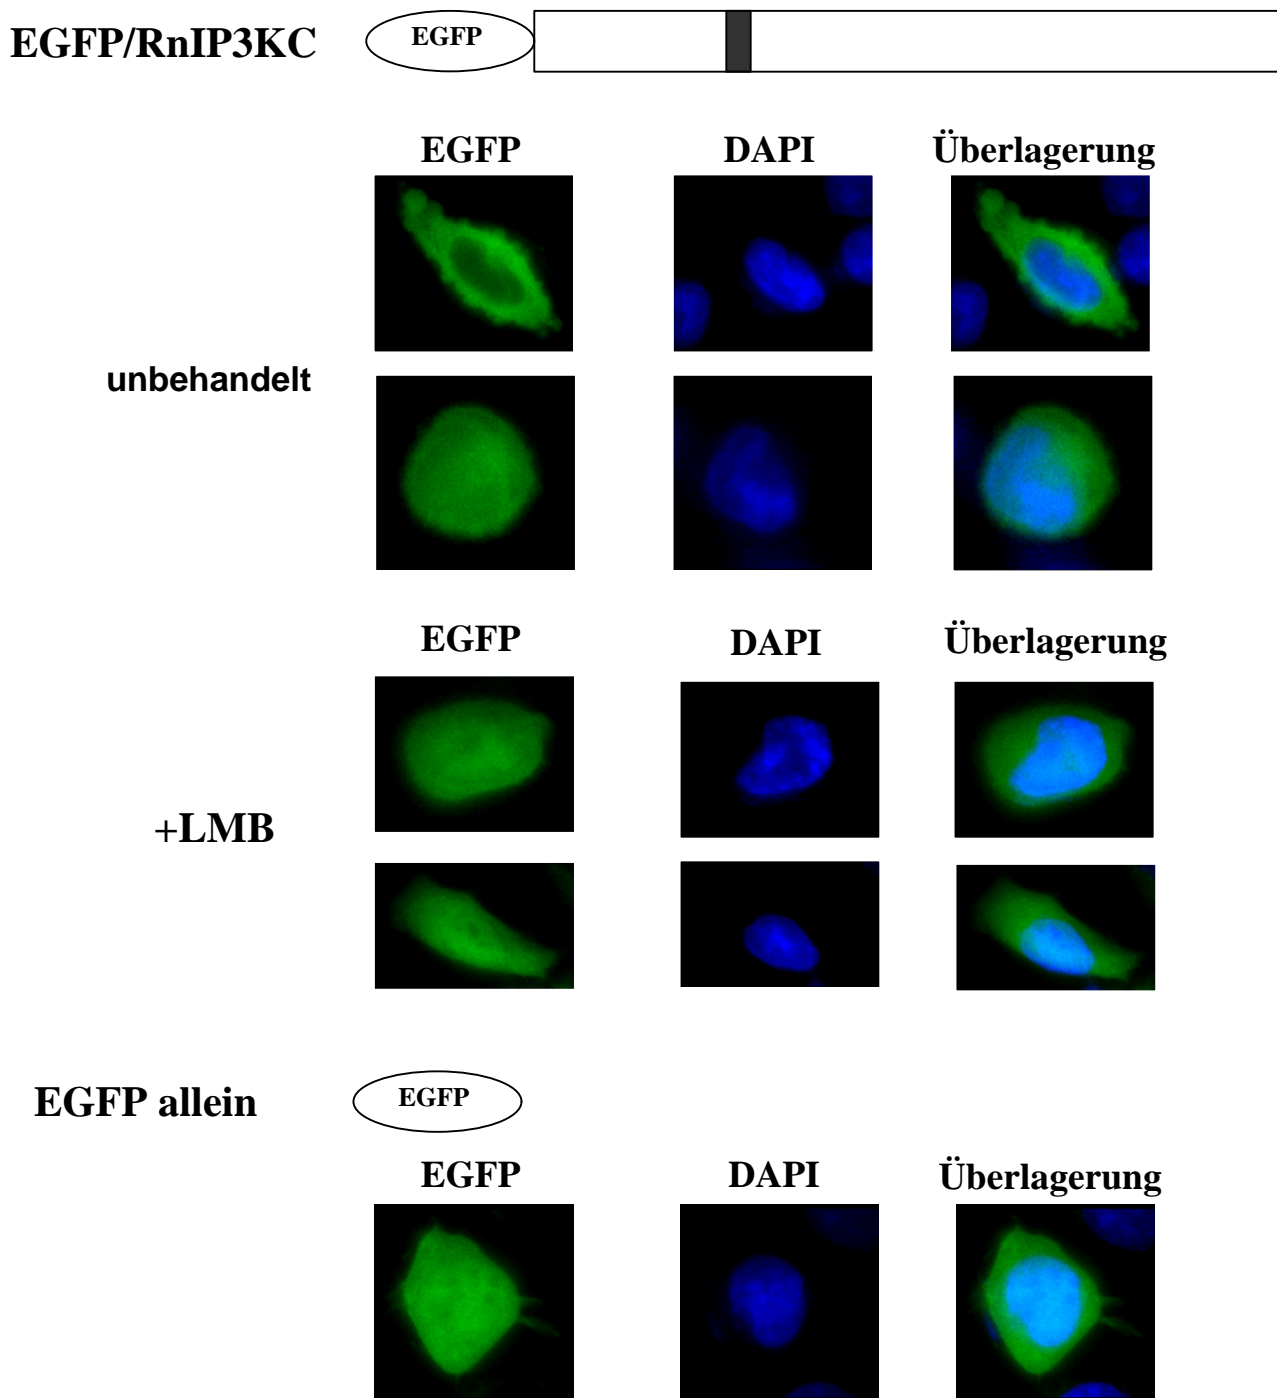 EGFP/RnIP3KC EGFP
EGFP DAPI Überlagerung
unbehandelt
EGFP DAPI Überlagerung
+LMB
EGFP allein EGFP
EGFP DAPI Überlagerung